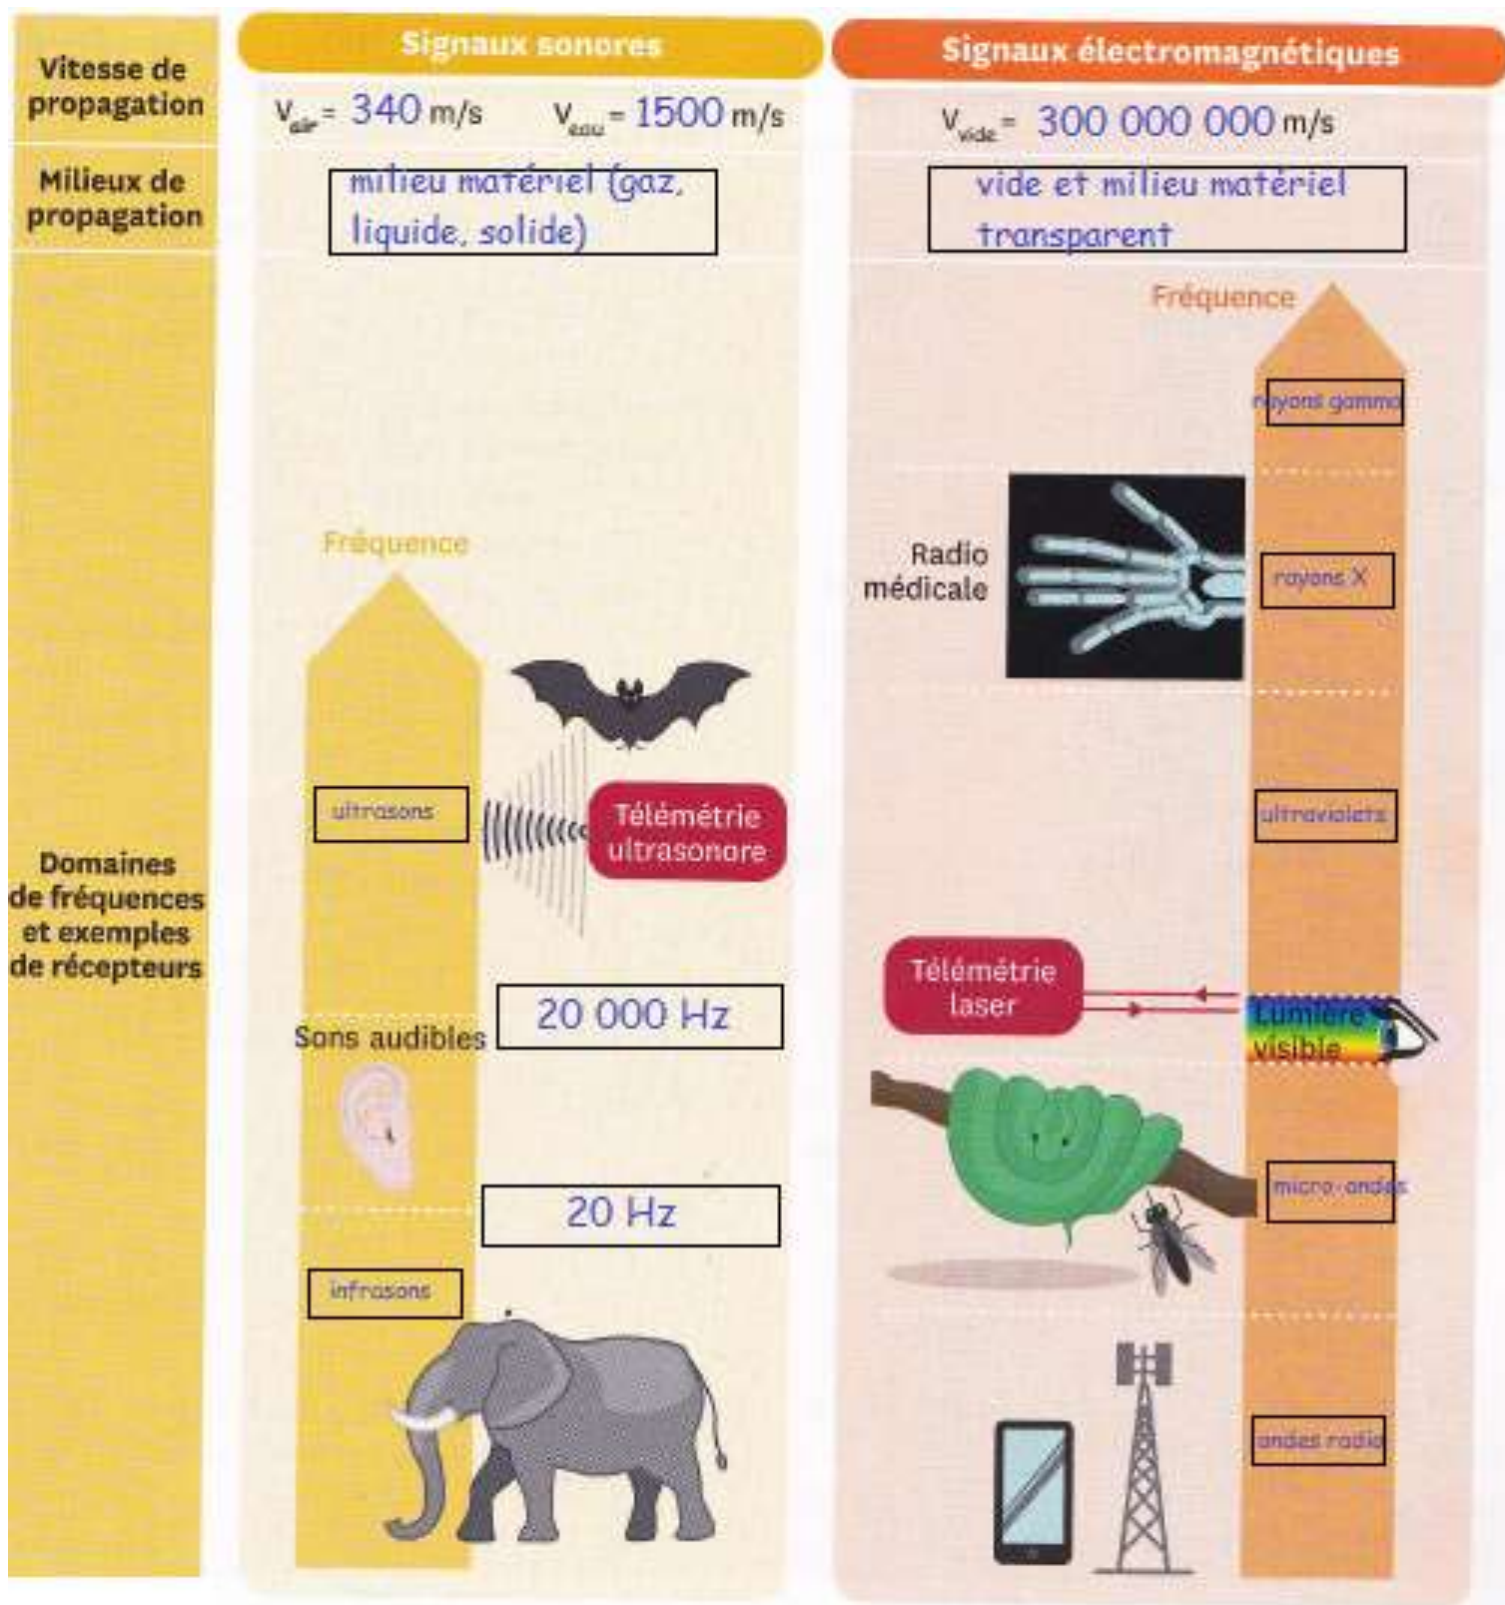 Signaux sonores
Signaux électromagnétiques
Vitesse de
propagation
Vair = 340 m/s Veau = 1500 m/s
Vvide = 300 000 000 m/s
Milieux de
propagation
milieu matériel (gaz,
liquide, solide)
vide et milieu matériel
transparent
Domaines
de fréquences
et exemples
de récepteurs
Fréquence
ultrasons
Télémétrie
ultrasonore
20 000 Hz
Sons audibles
20 Hz
infrasons
Fréquence
rayons gamma
Radio
médicale
rayons X
ultraviolets
Télémétrie
laser
Lumière
visible
micro-ondes
ondes radio